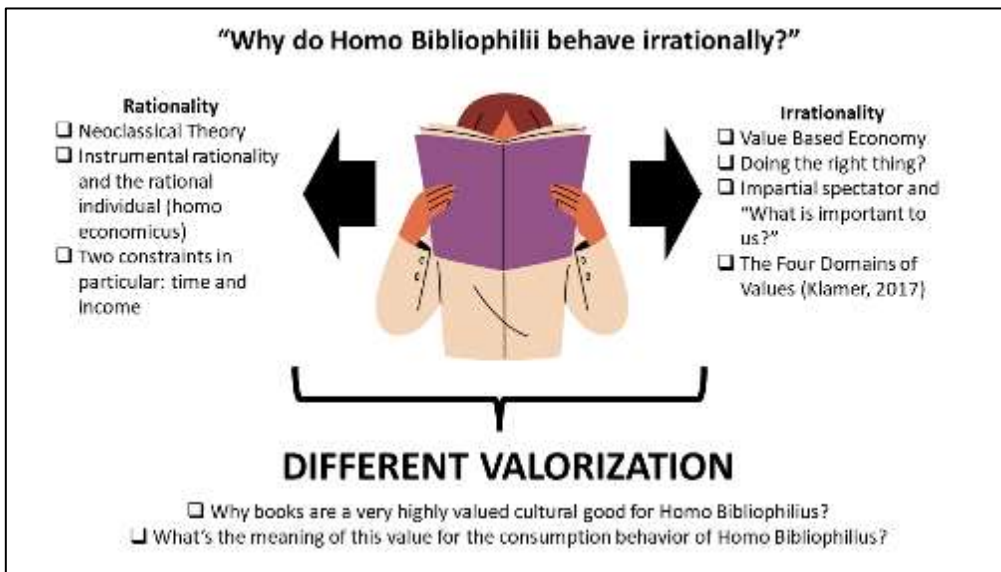 “Why do Homo Bibliophilii behave irrationally?”
Rationality
❑ Neoclassical Theory
❑ Instrumental rationality
and the rational
individual (homo
economicus)
❑ Two constraints in
particular: time and
income
Irrationality
❑ Value Based Economy
❑ Doing the right thing?
❑ Impartial spectator and
“What is important to
us?”
❑ The Four Domains of
Values (Klamer, 2017)
DIFFERENT VALORIZATION
❑ Why books are a very highly valued cultural good for Homo Bibliophilius?
❑ What’s the meaning of this value for the consumption behavior of Homo Bibliophilius?